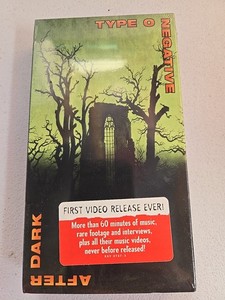 TYPE O
NEGATIVE
AFTER
DARK
FIRST VIDEO RELEASE EVER!
More than 60 minutes of music,
rare footage and interviews,
plus all their music videos,
never before released!